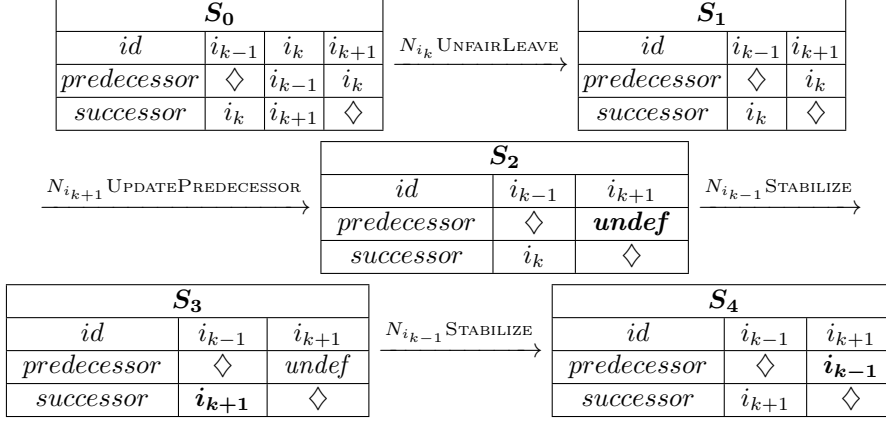 S₀ N_{i_k} UNFAIRLEAVE S₁
id i_{k−1} i_k i_{k+1} id i_{k−1} i_{k+1}
predecessor ◇ i_{k−1} i_k predecessor ◇ i_k
successor i_k i_{k+1} ◇ successor i_k ◇
N_{i_{k+1}} UPDATEPREDECESSOR S₂ N_{i_{k−1}} STABILIZE
id i_{k−1} i_{k+1}
predecessor ◇ undef
successor i_k ◇
S₃ N_{i_{k−1}} STABILIZE S₄
id i_{k−1} i_{k+1} id i_{k−1} i_{k+1}
predecessor ◇ undef predecessor ◇ i_{k−1}
successor i_{k+1} ◇ successor i_{k+1} ◇